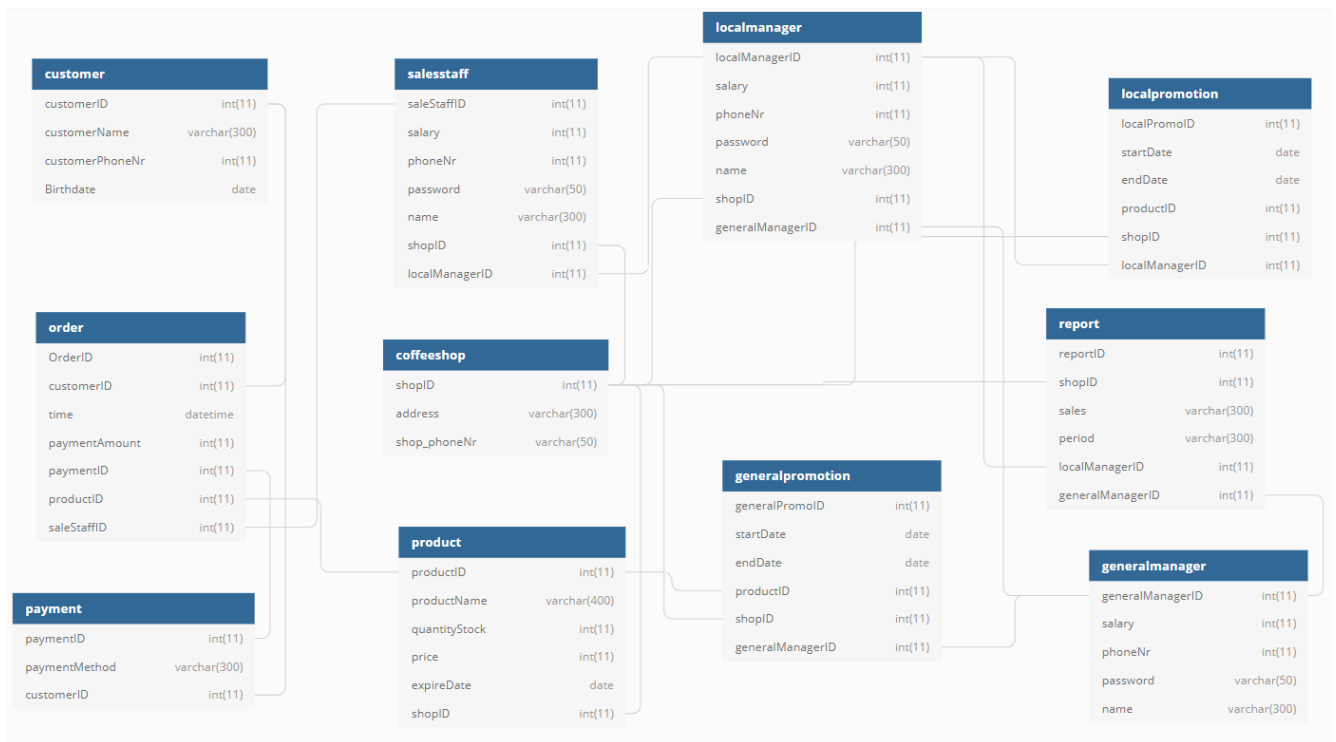 customer
customerID int(11)
customerName varchar(300)
customerPhoneNr int(11)
Birthdate date
order
OrderID int(11)
customerID int(11)
time datetime
paymentAmount int(11)
paymentID int(11)
productID int(11)
saleStaffID int(11)
payment
paymentID int(11)
paymentMethod varchar(300)
customerID int(11)
salesstaff
saleStaffID int(11)
salary int(11)
phoneNr int(11)
password varchar(50)
name varchar(300)
shopID int(11)
localManagerID int(11)
coffeeshop
shopID int(11)
address varchar(300)
shop_phoneNr varchar(50)
product
productID int(11)
productName varchar(400)
quantityStock int(11)
price int(11)
expireDate date
shopID int(11)
localmanager
localManagerID int(11)
salary int(11)
phoneNr int(11)
password varchar(50)
name varchar(300)
shopID int(11)
generalManagerID int(11)
generalpromotion
generalPromoID int(11)
startDate date
endDate date
productID int(11)
shopID int(11)
generalManagerID int(11)
localpromotion
localPromoID int(11)
startDate date
endDate date
productID int(11)
shopID int(11)
localManagerID int(11)
report
reportID int(11)
shopID int(11)
sales varchar(300)
period varchar(300)
localManagerID int(11)
generalManagerID int(11)
generalmanager
generalManagerID int(11)
salary int(11)
phoneNr int(11)
password varchar(50)
name varchar(300)